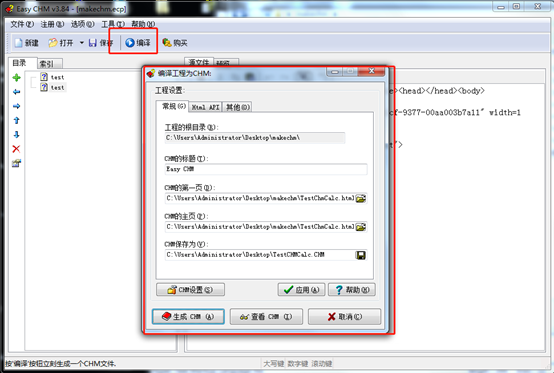 Easy CHM v3.84 - [makechm.ecp]
文件(F) 注册(R) 选项(O) 工具(T) 帮助(H)
新建 打开 保存 编译 购买
目录 索引
源文件 预览
test
test
e><head></head><body>
cf-9377-00aa003b7a11" width=1
t">
编译工程为CHM:
工程设置:
常规(G) Html API 其他(O)
工程的根目录(R):
C:\Users\Administrator\Desktop\makechm\
CHM的标题(T):
Easy CHM
CHM的第一页(D):
C:\Users\Administrator\Desktop\makechm\TestChmCalc.html
CHM的主页(P):
C:\Users\Administrator\Desktop\makechm\TestChmCalc.html
CHM保存为(V):
C:\Users\Administrator\Desktop\TestCHMCalc.CHM
CHM设置(S) 应用(A) 帮助(H)
生成 CHM (A) 查看 CHM (I) 取消(C)
按'编译'按钮立刻生成一个CHM文件.
大写键 数字键 滚动键